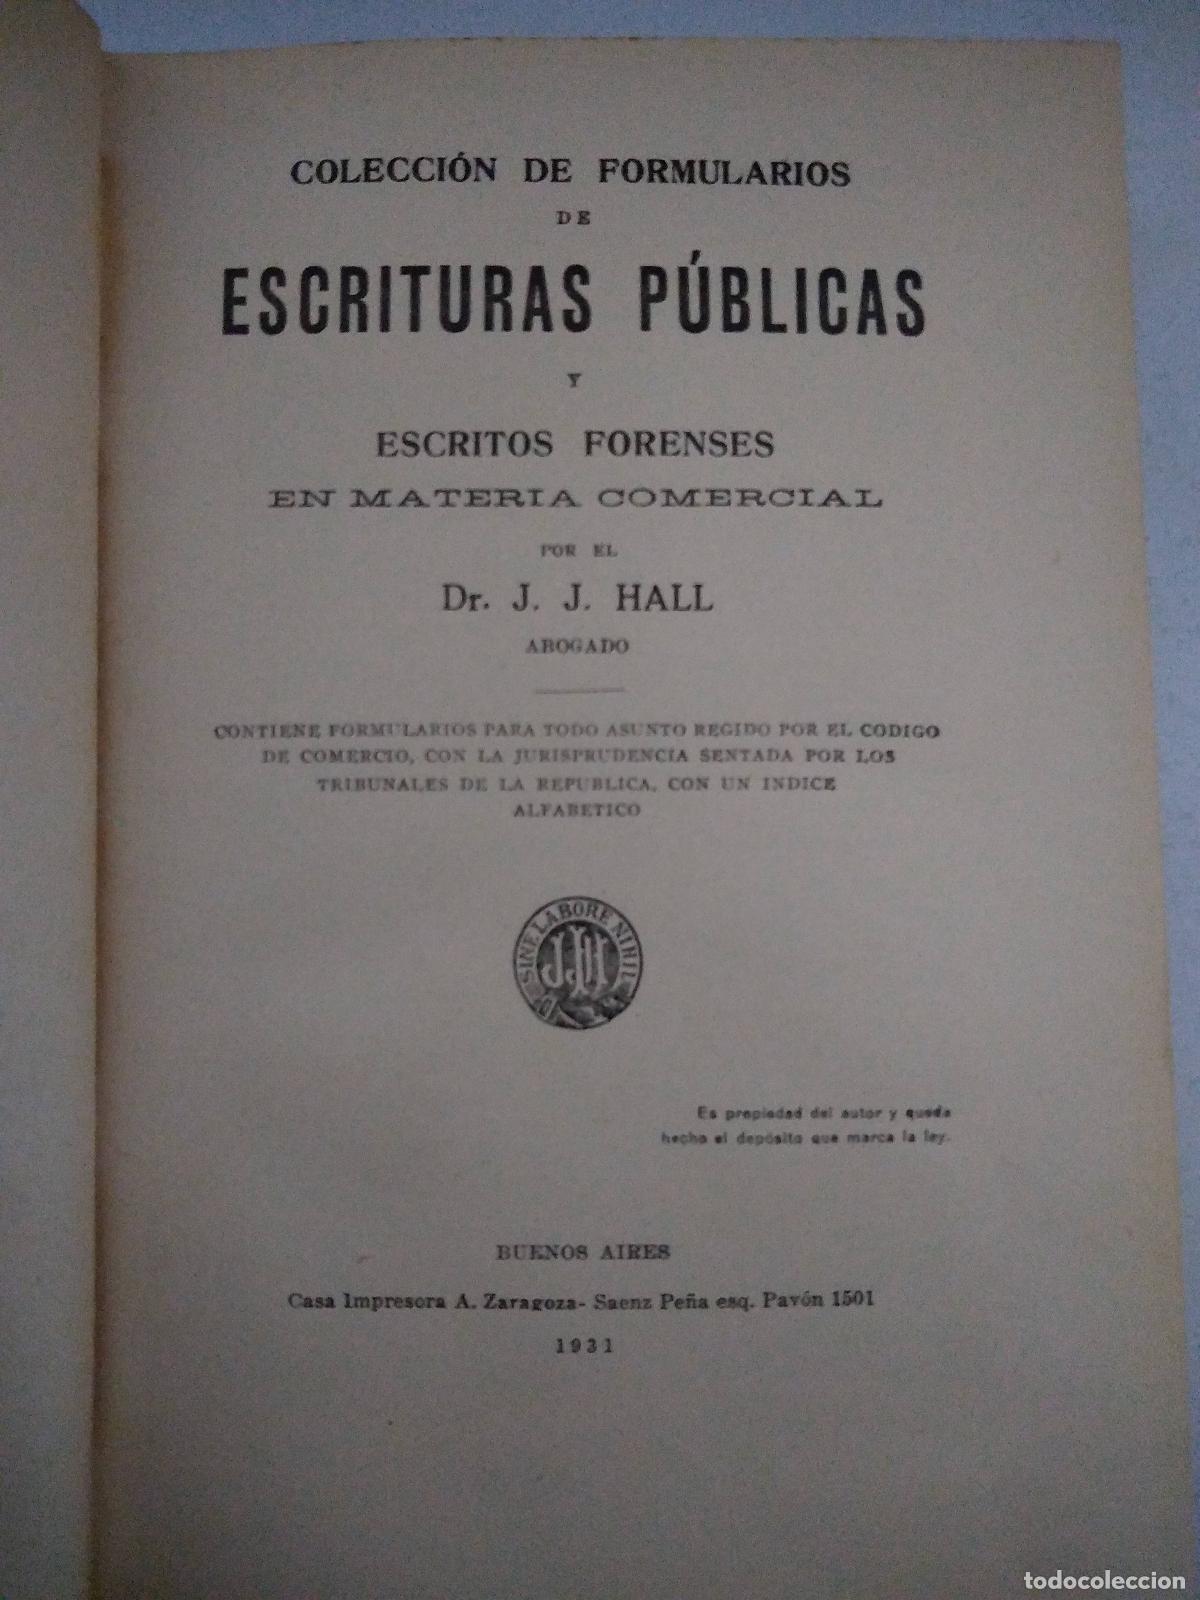 COLECCIÓN DE FORMULARIOS
DE
ESCRITURAS PÚBLICAS
Y
ESCRITOS FORENSES
EN MATERIA COMERCIAL
POR EL
Dr. J. J. HALL
ABOGADO
CONTIENE FORMULARIOS PARA TODO ASUNTO REGIDO POR EL CODIGO
DE COMERCIO, CON LA JURISPRUDENCIA SENTADA POR LOS
TRIBUNALES DE LA REPUBLICA, CON UN INDICE
ALFABETICO
SINE LABORE NIHIL
JJH
Es propiedad del autor y queda
hecho el depósito que marca la ley.
BUENOS AIRES
Casa Impresora A. Zaragoza- Saenz Peña esq. Pavón 1501
1931
todocoleccion